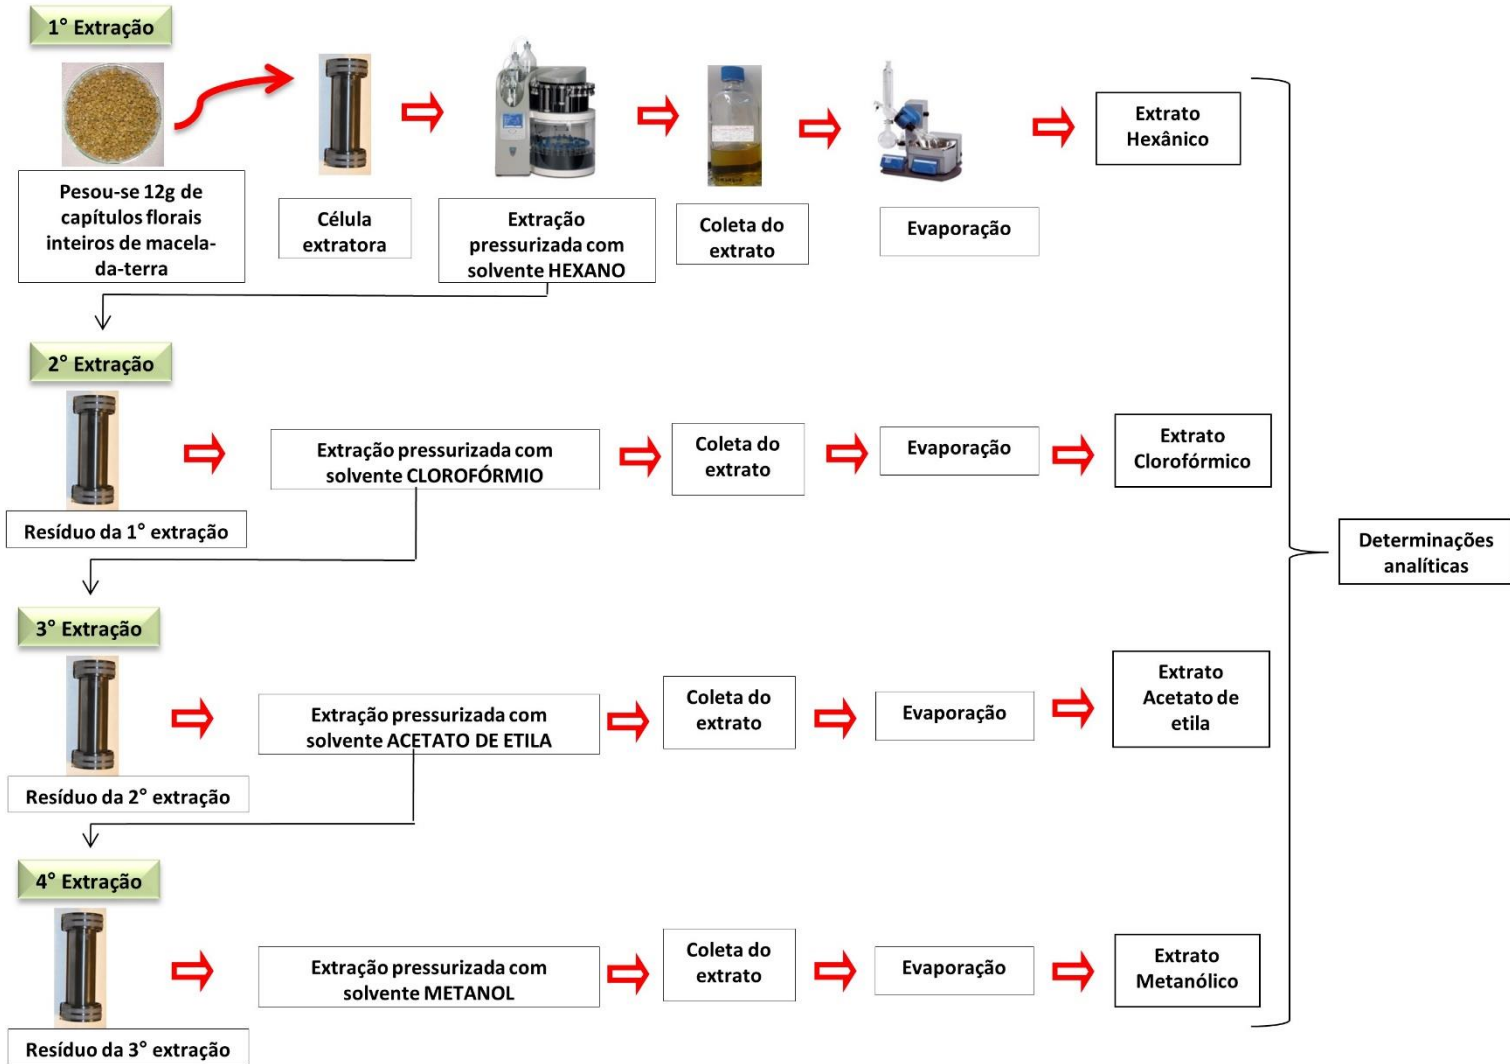 1° Extração
Pesou-se 12g de
capítulos florais
inteiros de macela-
da-terra
Célula
extratora
Extração
pressurizada com
solvente HEXANO
Coleta do
extrato
Evaporação
Extrato
Hexânico
2° Extração
Resíduo da 1° extração
Extração pressurizada com
solvente CLOROFÓRMIO
Coleta do
extrato
Evaporação
Extrato
Clorofórmico
Determinações
analíticas
3° Extração
Resíduo da 2° extração
Extração pressurizada com
solvente ACETATO DE ETILA
Coleta do
extrato
Evaporação
Extrato
Acetato de
etila
4° Extração
Resíduo da 3° extração
Extração pressurizada com
solvente METANOL
Coleta do
extrato
Evaporação
Extrato
Metanólico